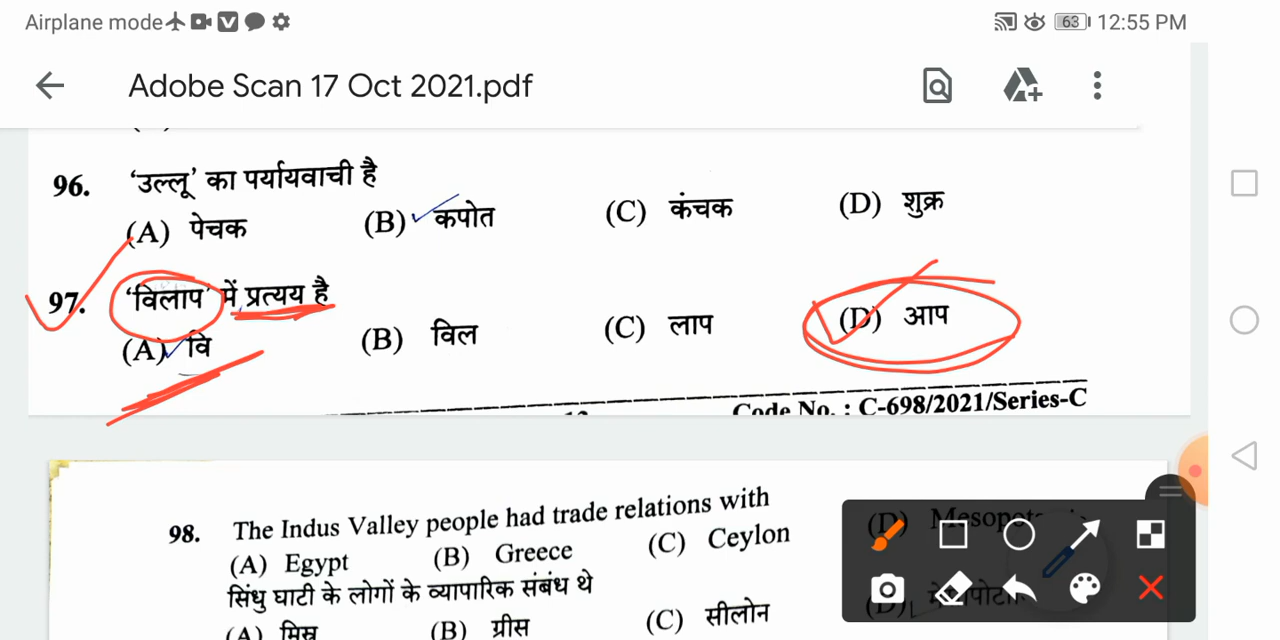 Airplane mode 63 12:55 PM
Adobe Scan 17 Oct 2021.pdf
96. 'उल्लू' का पर्यायवाची है
(A) पेचक (B) कपोत (C) कंचक (D) शुक्र
97. 'विलाप' में प्रत्यय है
(A) वि (B) विल (C) लाप (D) आप
Code No. : C-698/2021/Series-C
98. The Indus Valley people had trade relations with
(A) Egypt (B) Greece (C) Ceylon (D)
सिंधु घाटी के लोगों के व्यापारिक संबंध थे
(A) मिस्र (B) ग्रीस (C) सीलोन (D)